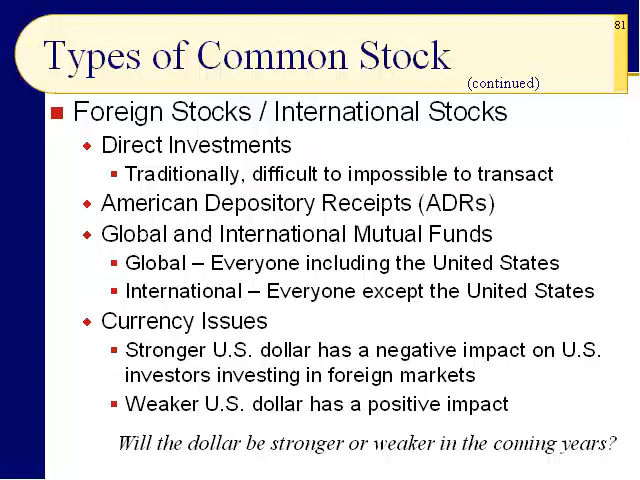 81
Types of Common Stock
(continued)
Foreign Stocks / International Stocks
Direct Investments
Traditionally, difficult to impossible to transact
American Depository Receipts (ADRs)
Global and International Mutual Funds
Global – Everyone including the United States
International – Everyone except the United States
Currency Issues
Stronger U.S. dollar has a negative impact on U.S.
investors investing in foreign markets
Weaker U.S. dollar has a positive impact
Will the dollar be stronger or weaker in the coming years?